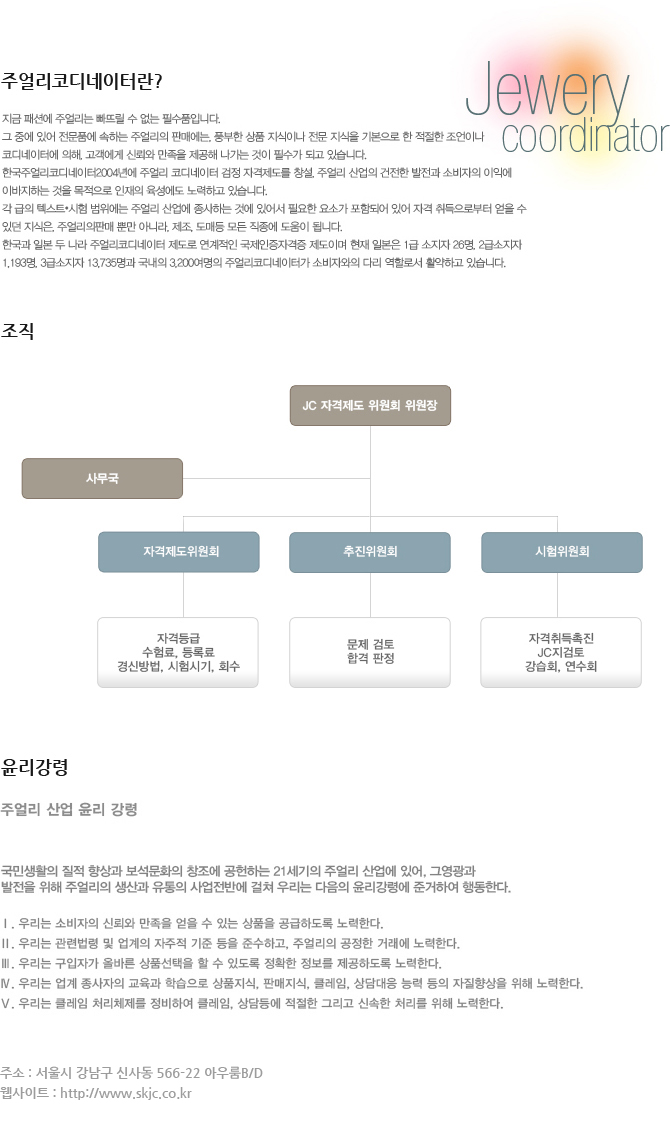 Jewery
coordinator
주얼리코디네이터란?
지금 패션에 주얼리는 빠뜨릴 수 없는 필수품입니다.
그 중에 있어 전문품에 속하는 주얼리의 판매에는, 풍부한 상품 지식이나 전문 지식을 기본으로 한 적절한 조언이나
코디네이터에 의해, 고객에게 신뢰와 만족을 제공해 나가는 것이 필수가 되고 있습니다.
한국주얼리코디네이터2004년에 주얼리 코디네이터 검정 자격제도를 창설, 주얼리 산업의 건전한 발전과 소비자의 이익에
이바지하는 것을 목적으로 인재의 육성에도 노력하고 있습니다.
각 급의 텍스트•시험 범위에는 주얼리 산업에 종사하는 것에 있어서 필요한 요소가 포함되어 있어 자격 취득으로부터 얻을 수
있던 지식은, 주얼리의판매 뿐만 아니라, 제조, 도매등 모든 직종에 도움이 됩니다.
한국과 일본 두 나라 주얼리코디네이터 제도로 연계적인 국제인증자격증 제도이며 현재 일본은 1급 소지자 26명, 2급소지자
1,193명, 3급소지자 13,735명과 국내의 3,200여명의 주얼리코디네이터가 소비자와의 다리 역할로서 활약하고 있습니다.
조직
JC 자격제도 위원회 위원장
사무국
자격제도위원회
추진위원회
시험위원회
자격등급
수험료, 등록료
경신방법, 시험시기, 회수
문제 검토
합격 판정
자격취득촉진
JC지검토
강습회, 연수회
윤리강령
주얼리 산업 윤리 강령
국민생활의 질적 향상과 보석문화의 창조에 공헌하는 21세기의 주얼리 산업에 있어, 그영광과
발전을 위해 주얼리의 생산과 유통의 사업전반에 걸쳐 우리는 다음의 윤리강령에 준거하여 행동한다.
Ⅰ. 우리는 소비자의 신뢰와 만족을 얻을 수 있는 상품을 공급하도록 노력한다.
Ⅱ. 우리는 관련법령 및 업계의 자주적 기준 등을 준수하고, 주얼리의 공정한 거래에 노력한다.
Ⅲ. 우리는 구입자가 올바른 상품선택을 할 수 있도록 정확한 정보를 제공하도록 노력한다.
Ⅳ. 우리는 업계 종사자의 교육과 학습으로 상품지식, 판매지식, 클레임, 상담대응 능력 등의 자질향상을 위해 노력한다.
Ⅴ. 우리는 클레임 처리체제를 정비하여 클레임, 상담등에 적절한 그리고 신속한 처리를 위해 노력한다.
주소 : 서울시 강남구 신사동 566-22 아우룸B/D
웹사이트 : http://www.skjc.co.kr